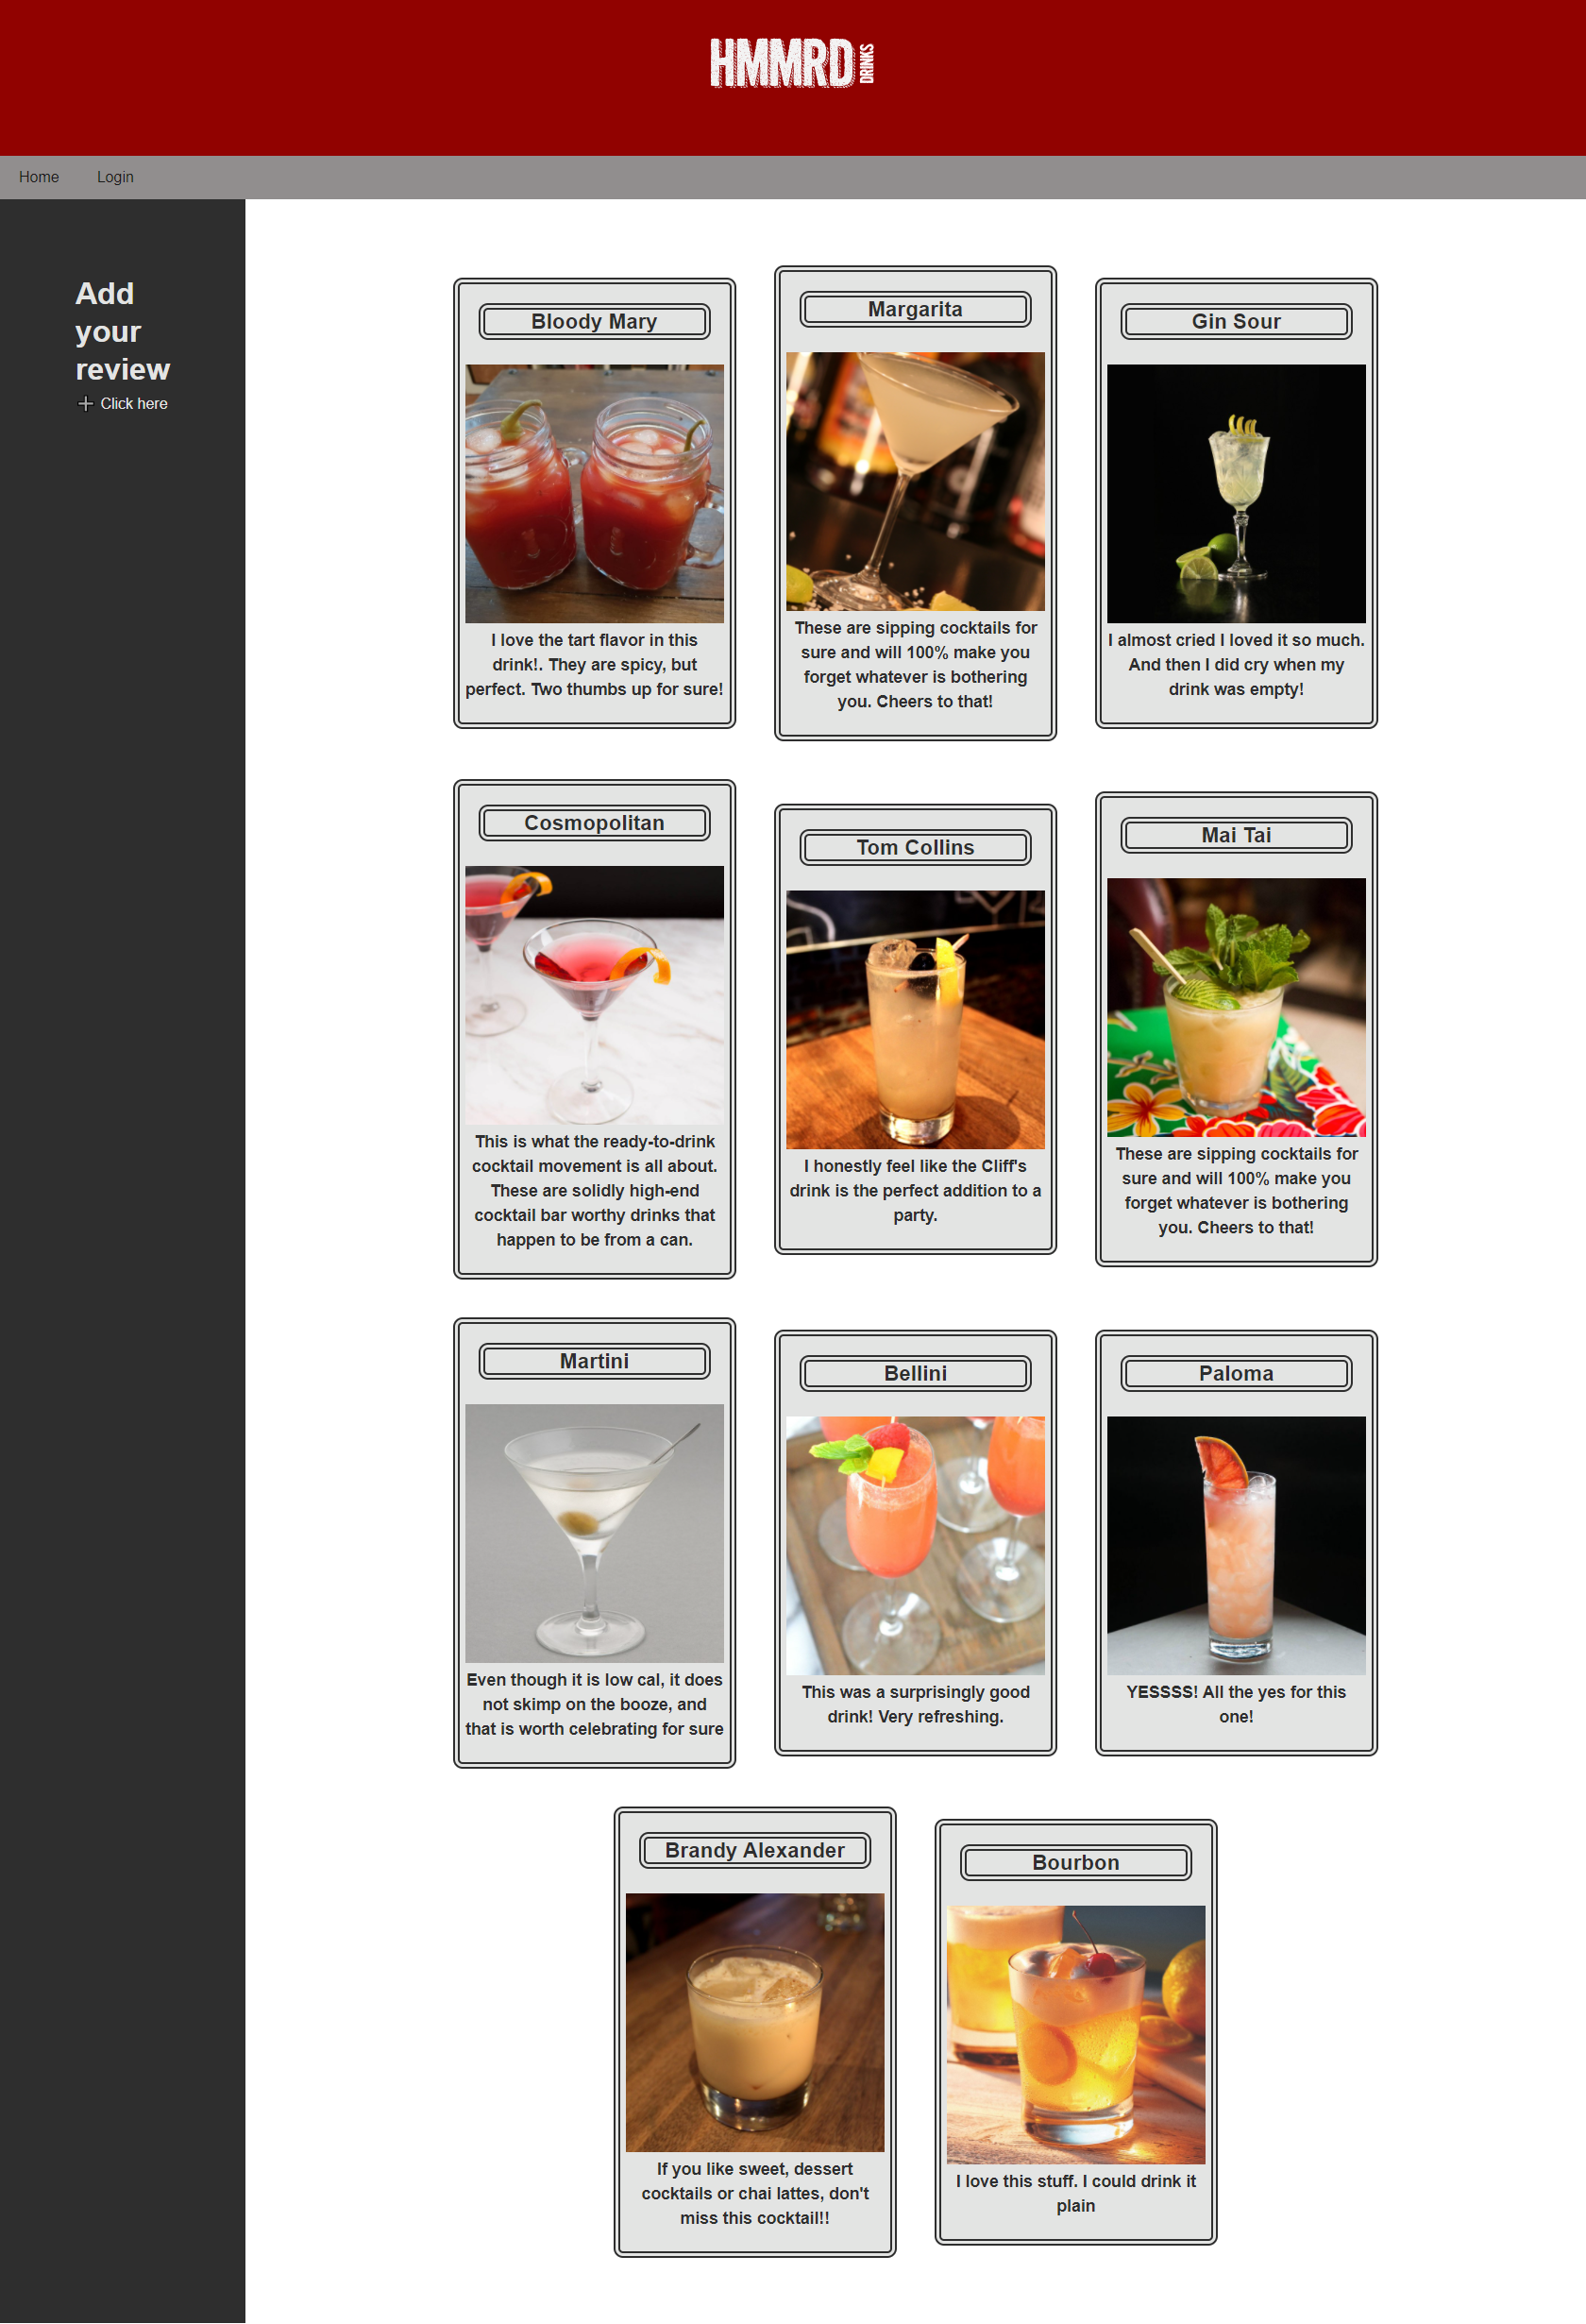 HMMRD DRINKS
Home Login
Add
your
review
Click here
Bloody Mary
I love the tart flavor in this
drink!. They are spicy, but
perfect. Two thumbs up for sure!
Margarita
These are sipping cocktails for
sure and will 100% make you
forget whatever is bothering
you. Cheers to that!
Gin Sour
I almost cried I loved it so much.
And then I did cry when my
drink was empty!
Cosmopolitan
This is what the ready-to-drink
cocktail movement is all about.
These are solidly high-end
cocktail bar worthy drinks that
happen to be from a can.
Tom Collins
I honestly feel like the Cliff's
drink is the perfect addition to a
party.
Mai Tai
These are sipping cocktails for
sure and will 100% make you
forget whatever is bothering
you. Cheers to that!
Martini
Even though it is low cal, it does
not skimp on the booze, and
that is worth celebrating for sure
Bellini
This was a surprisingly good
drink! Very refreshing.
Paloma
YESSSS! All the yes for this
one!
Brandy Alexander
If you like sweet, dessert
cocktails or chai lattes, don't
miss this cocktail!!
Bourbon
I love this stuff. I could drink it
plain